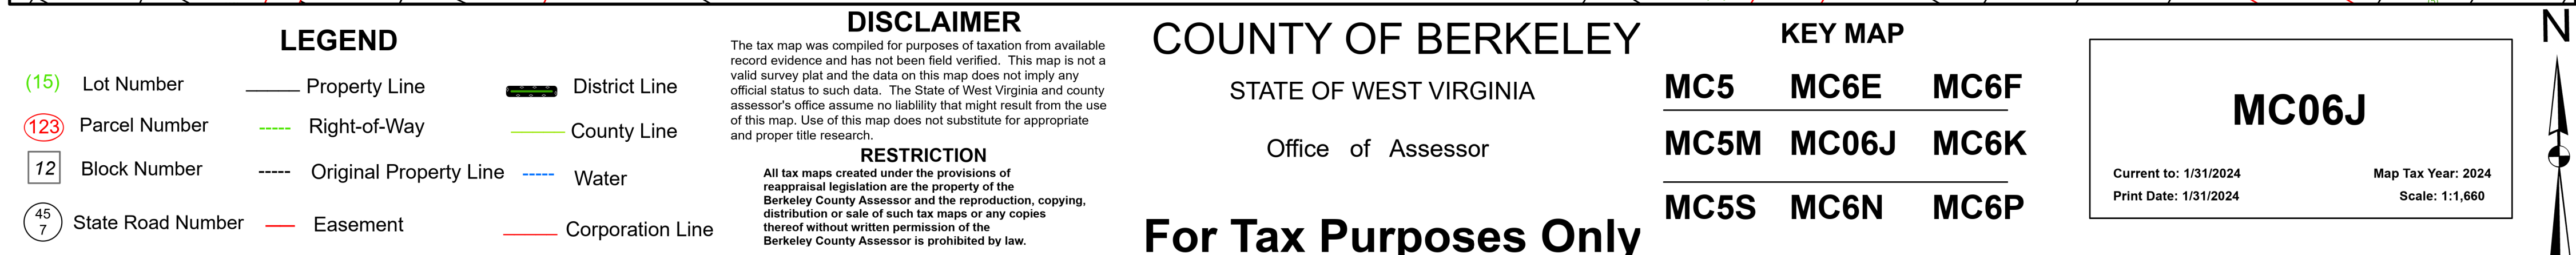 LEGEND
(15) Lot Number
Property Line
District Line
123 Parcel Number
Right-of-Way
County Line
12 Block Number
Original Property Line
Water
45
7
State Road Number
Easement
Corporation Line
DISCLAIMER
The tax map was compiled for purposes of taxation from available
record evidence and has not been field verified. This map is not a
valid survey plat and the data on this map does not imply any
official status to such data. The State of West Virginia and county
assessor's office assume no liablility that might result from the use
of this map. Use of this map does not substitute for appropriate
and proper title research.
RESTRICTION
All tax maps created under the provisions of
reappraisal legislation are the property of the
Berkeley County Assessor and the reproduction, copying,
distribution or sale of such tax maps or any copies
thereof without written permission of the
Berkeley County Assessor is prohibited by law.
COUNTY OF BERKELEY
STATE OF WEST VIRGINIA
Office of Assessor
For Tax Purposes Only
KEY MAP
MC5 MC6E MC6F
MC5M MC06J MC6K
MC5S MC6N MC6P
MC06J
Current to: 1/31/2024
Map Tax Year: 2024
Print Date: 1/31/2024
Scale: 1:1,660
N